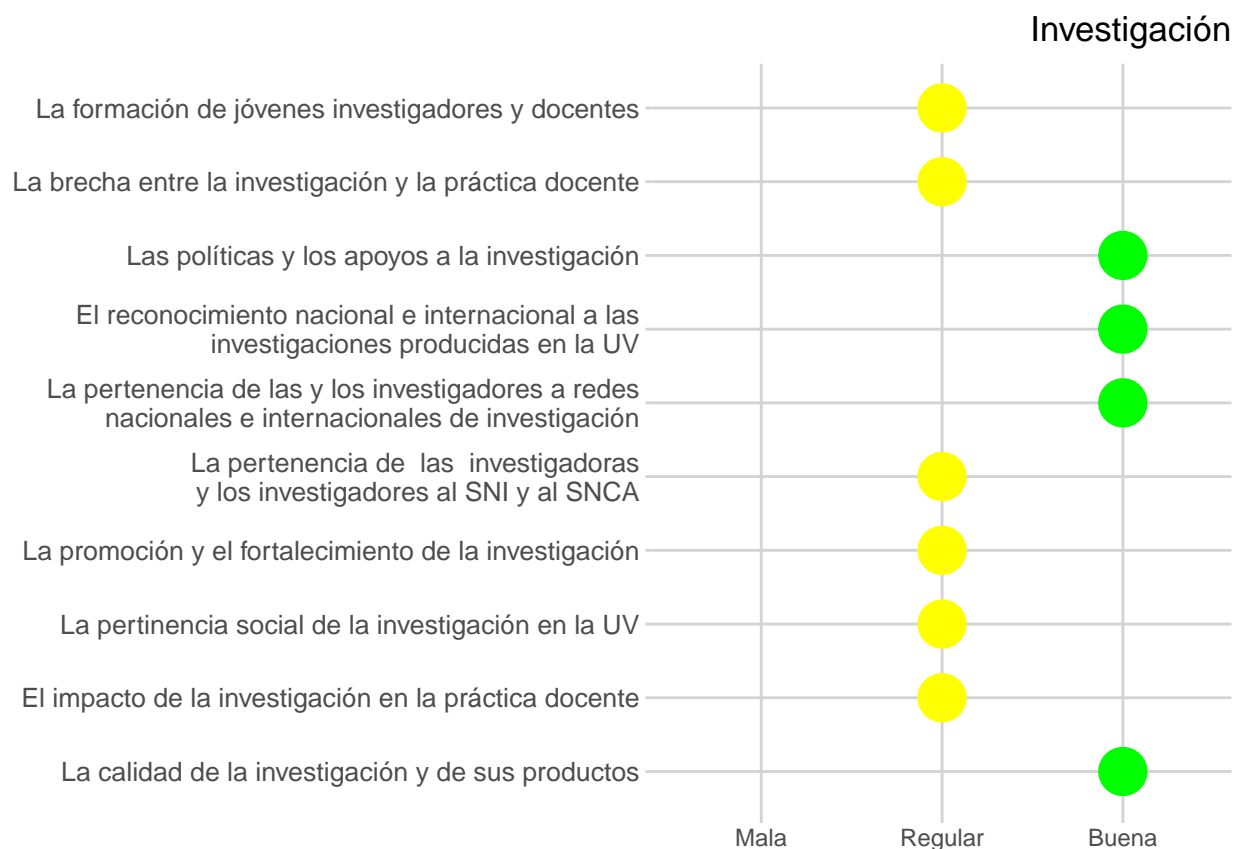 Investigación
La formación de jóvenes investigadores y docentes
La brecha entre la investigación y la práctica docente
Las políticas y los apoyos a la investigación
El reconocimiento nacional e internacional a las
investigaciones producidas en la UV
La pertenencia de las y los investigadores a redes
nacionales e internacionales de investigación
La pertenencia de  las  investigadoras
y los investigadores al SNI y al SNCA
La promoción y el fortalecimiento de la investigación
La pertinencia social de la investigación en la UV
El impacto de la investigación en la práctica docente
La calidad de la investigación y de sus productos
Mala Regular Buena